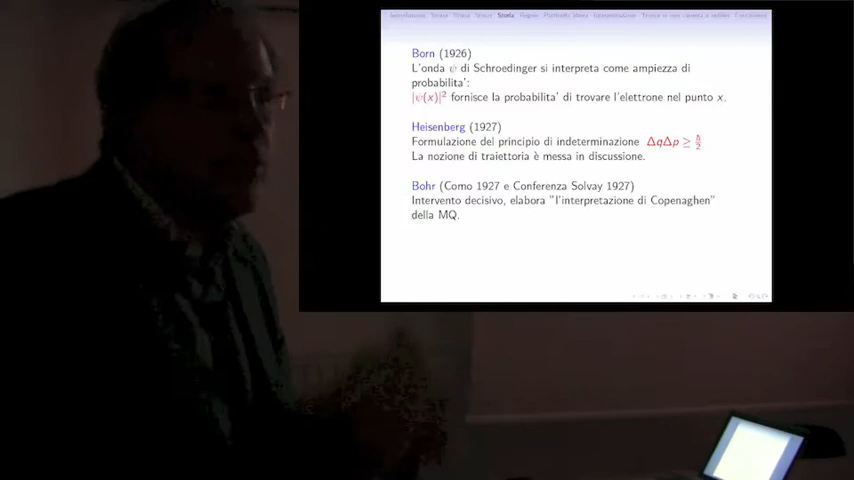 Storia
Born (1926)
L'onda ψ di Schroedinger si interpreta come ampiezza di
probabilita':
|ψ(x)|² fornisce la probabilita' di trovare l'elettrone nel punto x.
Heisenberg (1927)
Formulazione del principio di indeterminazione ΔqΔp ≥ ℏ/2
La nozione di traiettoria è messa in discussione.
Bohr (Como 1927 e Conferenza Solvay 1927)
Intervento decisivo, elabora "l'interpretazione di Copenaghen"
della MQ.